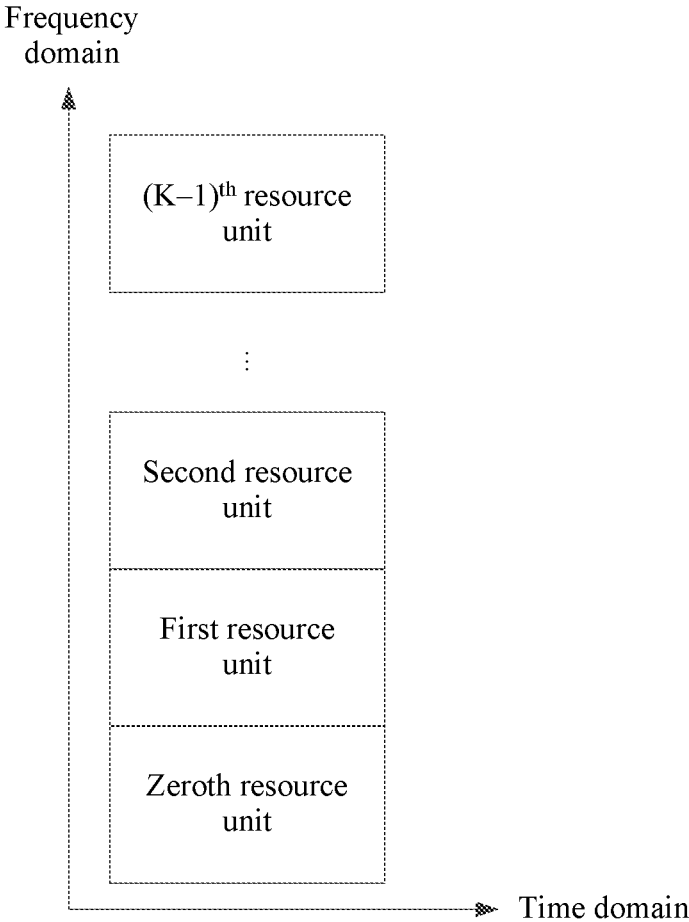 Frequency
domain
(K–1)th resource
unit
⋮
Second resource
unit
First resource
unit
Zeroth resource
unit
Time domain